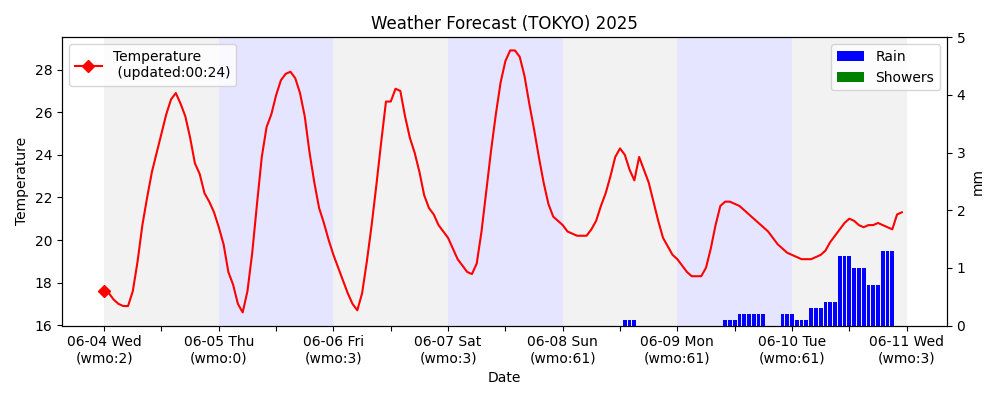 Weather Forecast (TOKYO) 2025
Temperature
(updated:00:24)
Rain
Showers
Temperature
28
26
24
22
20
18
16
5
4
3
2
1
0
mm
06-04 Wed
(wmo:2)
06-05 Thu
(wmo:0)
06-06 Fri
(wmo:3)
06-07 Sat
(wmo:3)
06-08 Sun
(wmo:61)
06-09 Mon
(wmo:61)
06-10 Tue
(wmo:61)
06-11 Wed
(wmo:3)
Date